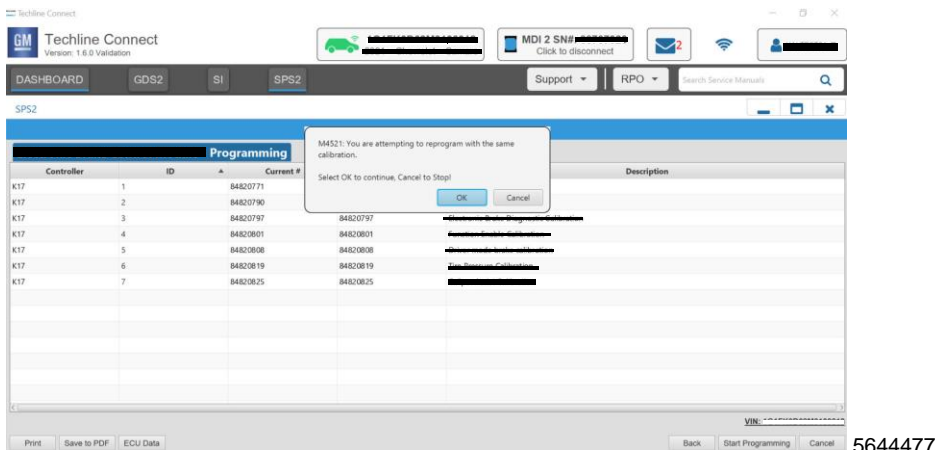 Techline Connect
GM Techline Connect
Version: 1.6.0 Validation
MDI 2 SN#
Click to disconnect
2
DASHBOARD GDS2 SI SPS2 Support RPO Search Service Manuals
SPS2
M4521: You are attempting to reprogram with the same
calibration.
Select OK to continue, Cancel to Stop!
OK Cancel
Programming
Controller ID Current # Description
K17 1 84820771
K17 2 84820790
K17 3 84820797 84820797
K17 4 84820801 84820801 Function Enable Calibration
K17 5 84820808 84820808 Driver mode brake calibration
K17 6 84820819 84820819 Tire Pressure Calibration
K17 7 84820825 84820825
VIN:
Print Save to PDF ECU Data Back Start Programming Cancel
5644477